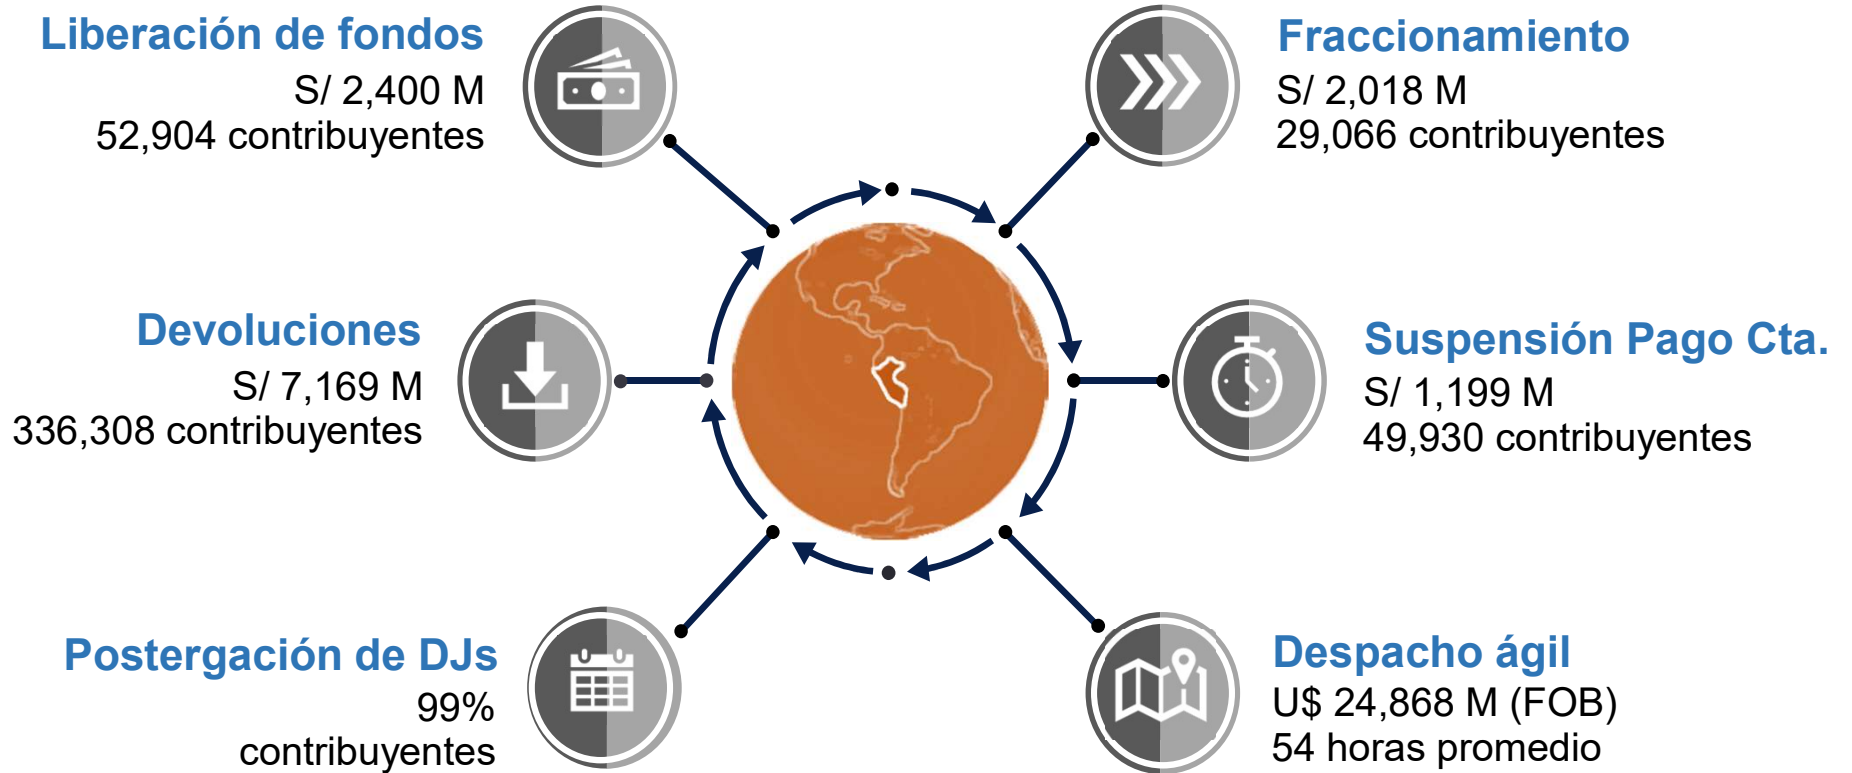 Liberación de fondos
S/ 2,400 M
52,904 contribuyentes
Fraccionamiento
S/ 2,018 M
29,066 contribuyentes
Devoluciones
S/ 7,169 M
336,308 contribuyentes
Suspensión Pago Cta.
S/ 1,199 M
49,930 contribuyentes
Postergación de DJs
99%
contribuyentes
Despacho ágil
U$ 24,868 M (FOB)
54 horas promedio